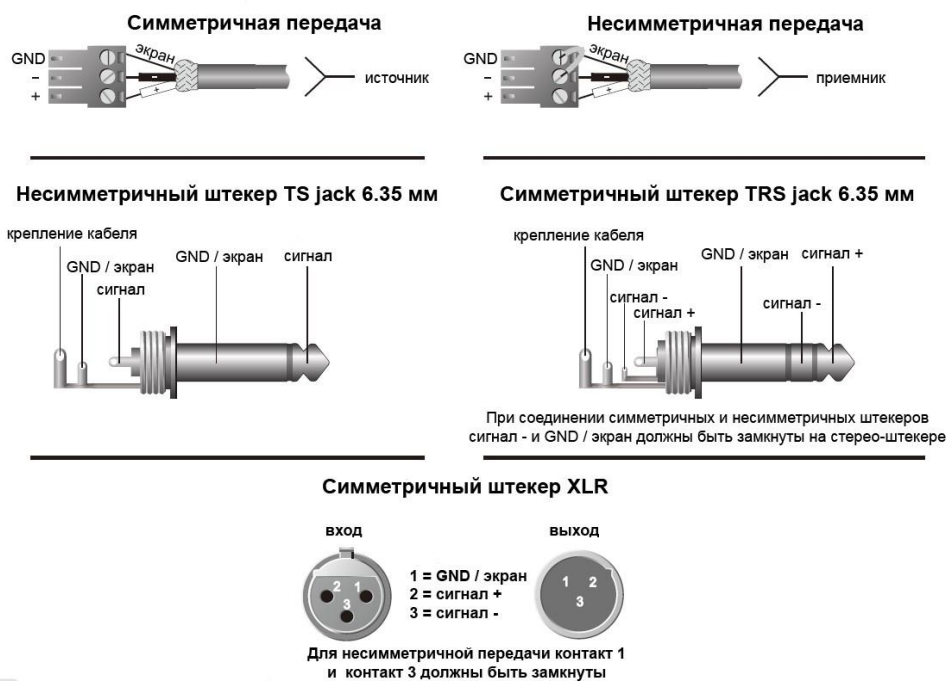 Симметричная передача
GND
экран
–
-
источник
+
+
Несимметричная передача
GND
экран
–
-
приемник
+
+
Несимметричный штекер TS jack 6.35 мм
крепление кабеля
GND / экран
сигнал
GND / экран
сигнал
Симметричный штекер TRS jack 6.35 мм
крепление кабеля
GND / экран
сигнал -
сигнал +
GND / экран
сигнал +
сигнал -
При соединении симметричных и несимметричных штекеров
сигнал - и GND / экран должны быть замкнуты на стерео-штекере
Симметричный штекер XLR
вход
2 1
3
1 = GND / экран
2 = сигнал +
3 = сигнал -
выход
1 2
3
Для несимметричной передачи контакт 1
и контакт 3 должны быть замкнуты